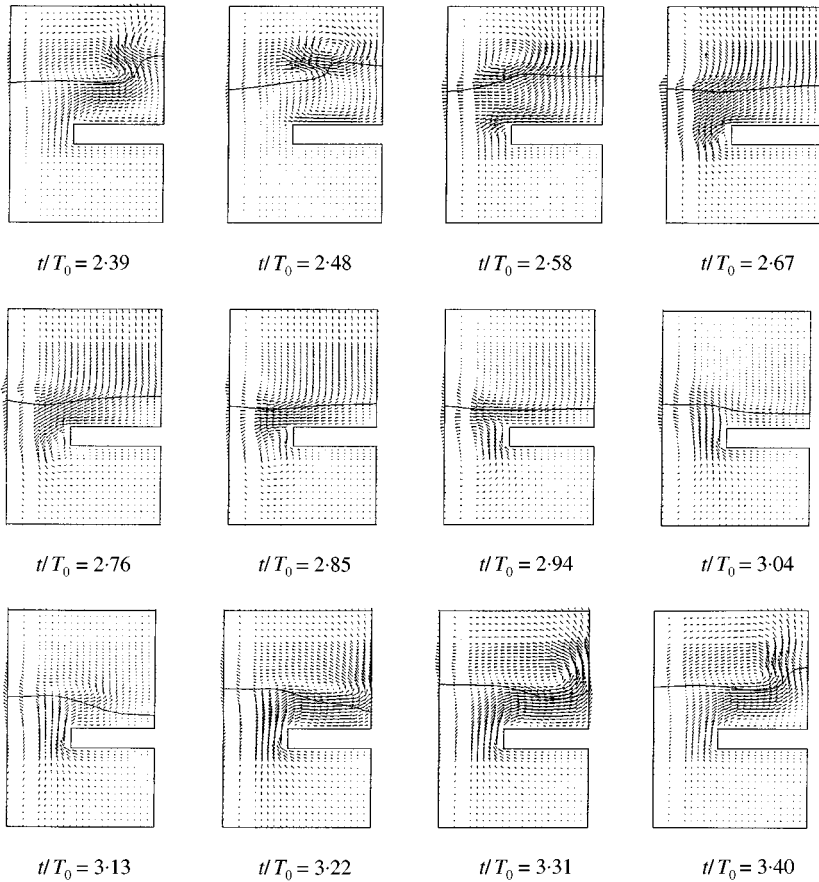 t/T₀ = 2·39
t/T₀ = 2·48
t/T₀ = 2·58
t/T₀ = 2·67
t/T₀ = 2·76
t/T₀ = 2·85
t/T₀ = 2·94
t/T₀ = 3·04
t/T₀ = 3·13
t/T₀ = 3·22
t/T₀ = 3·31
t/T₀ = 3·40